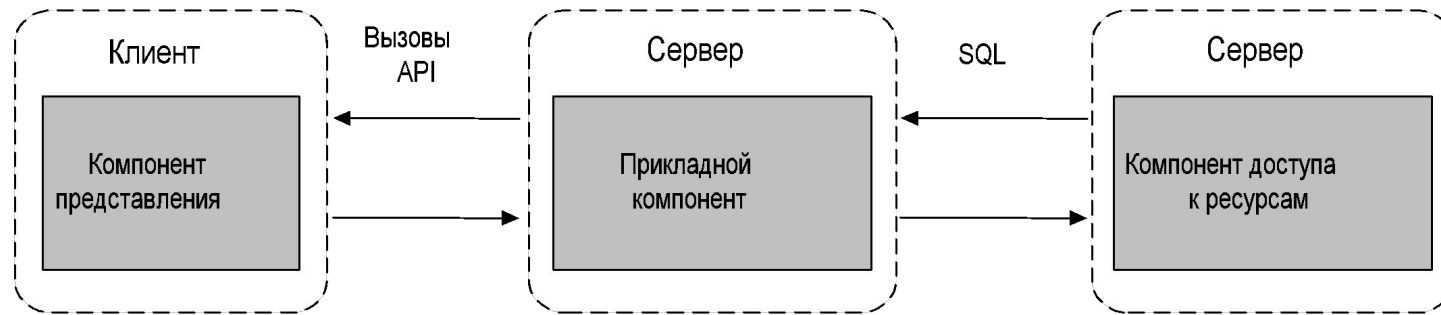 Клиент
Вызовы
API
Сервер
SQL
Сервер
Компонент
представления
Прикладной
компонент
Компонент доступа
к ресурсам